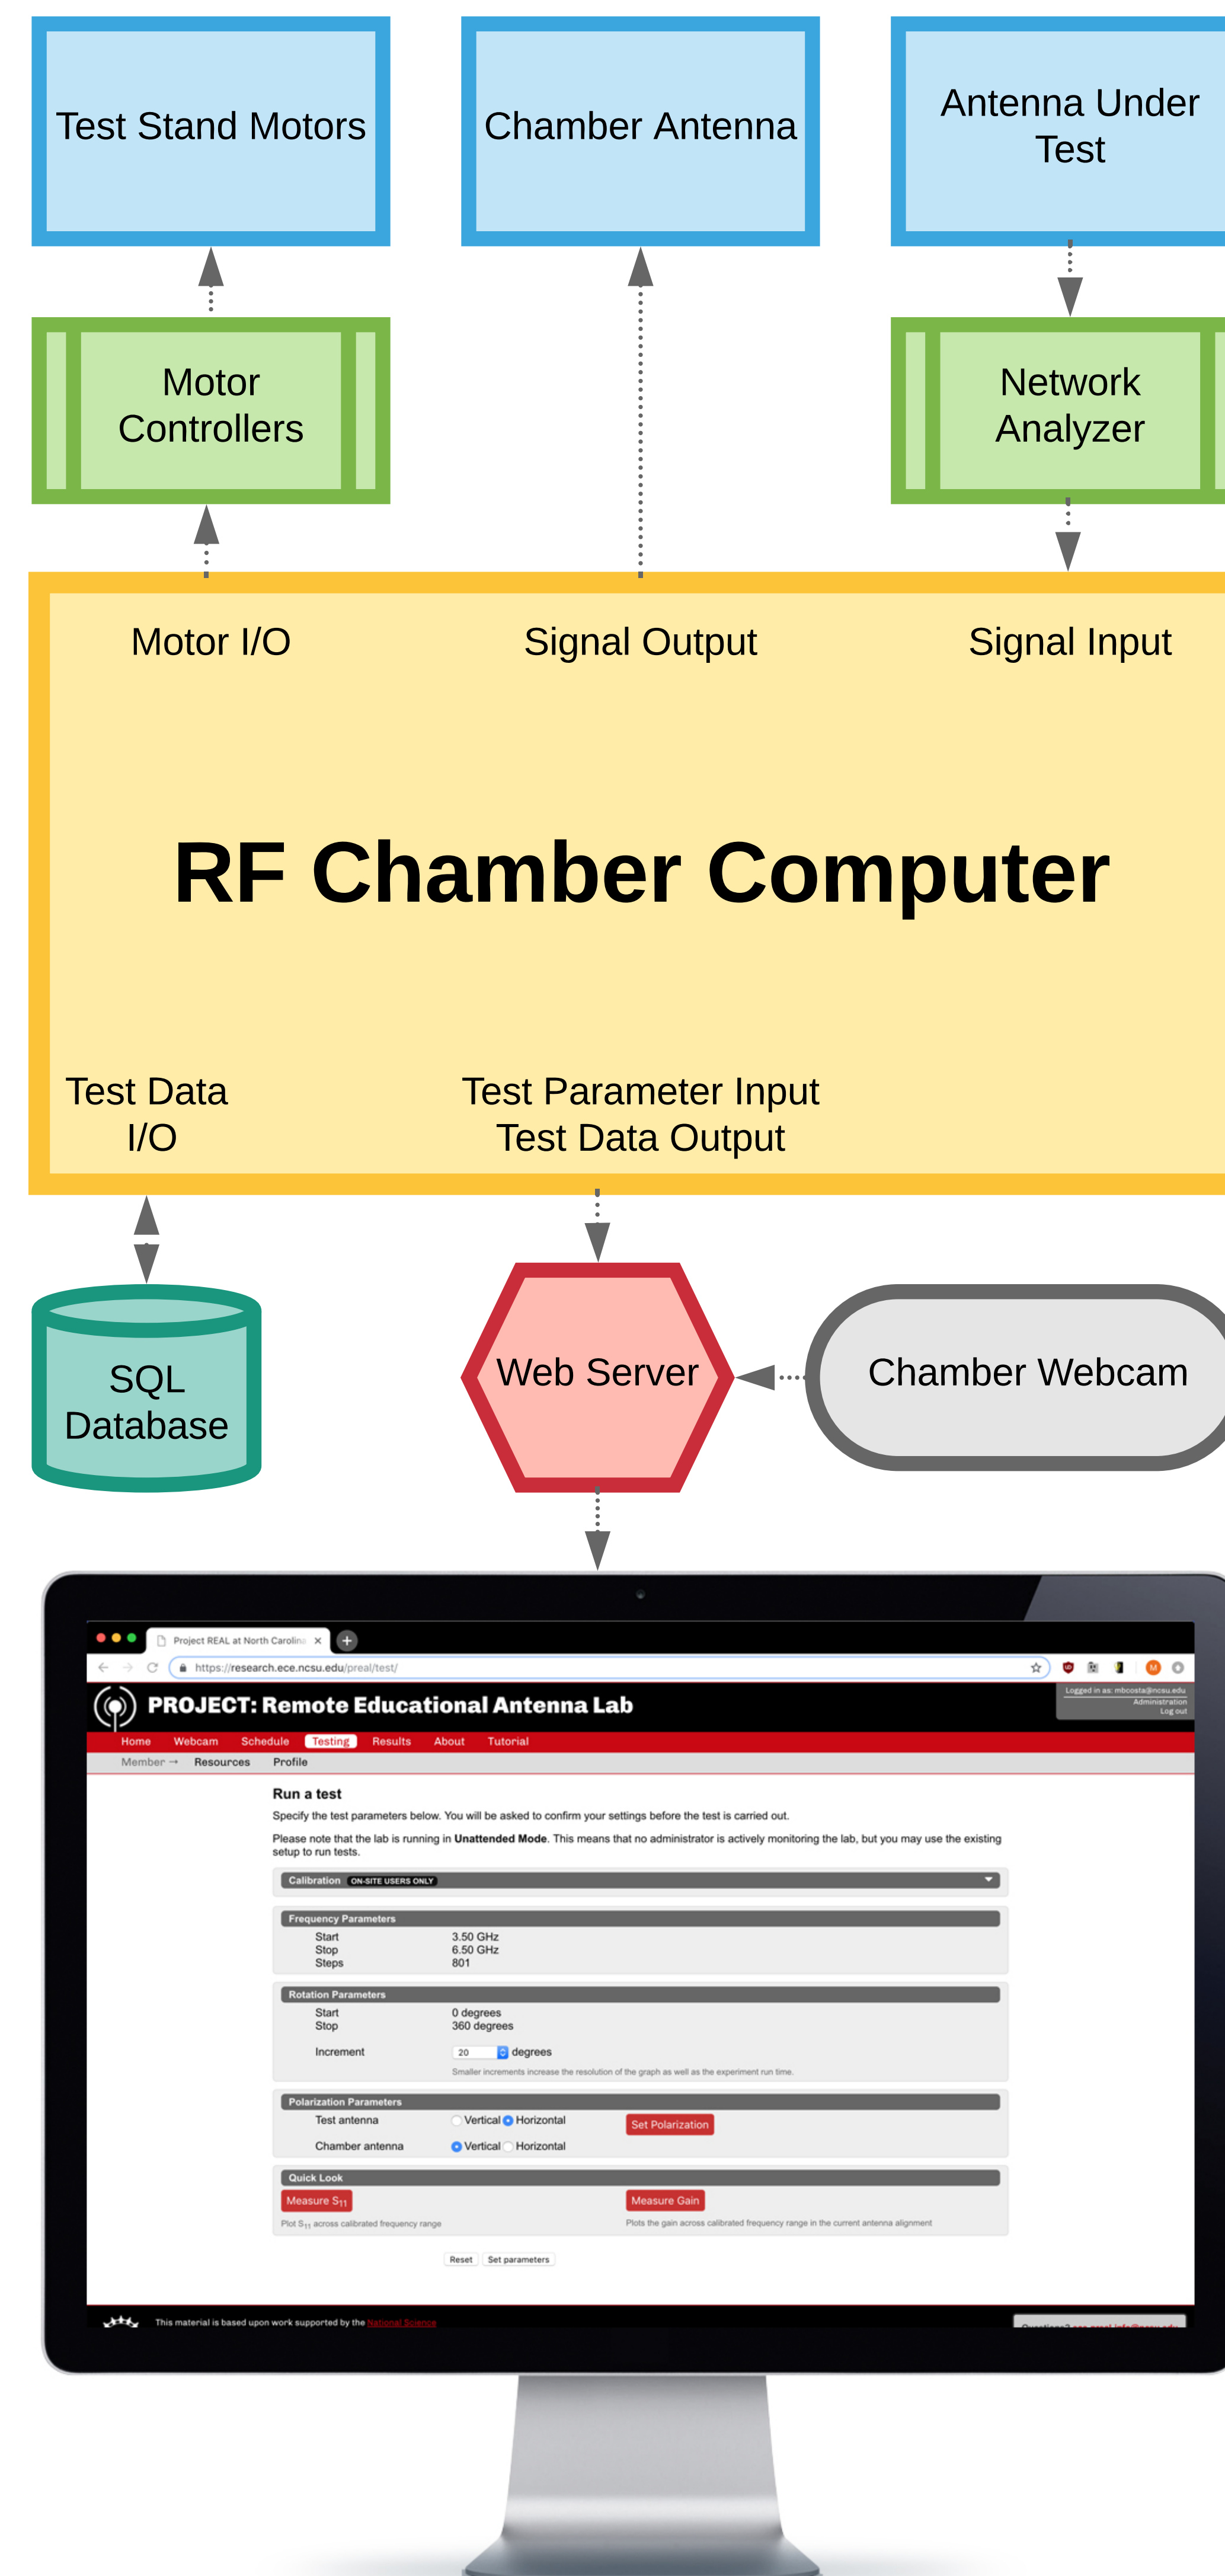 Test Stand Motors
Chamber Antenna
Antenna Under
Test
Motor
Controllers
Network
Analyzer
Motor I/O
Signal Output
Signal Input
RF Chamber Computer
Test Data
I/O
Test Parameter Input
Test Data Output
SQL
Database
Web Server
Chamber Webcam
Project REAL at North Carolina
https://research.ece.ncsu.edu/preal/test/
M
PROJECT: Remote Educational Antenna Lab
Logged in as: mbcosta@ncsu.edu
Administration
Log out
Home Webcam Schedule Testing Results About Tutorial
Member → Resources Profile
Run a test
Specify the test parameters below. You will be asked to confirm your settings before the test is carried out.
Please note that the lab is running in Unattended Mode. This means that no administrator is actively monitoring the lab, but you may use the existing
setup to run tests.
Calibration ON-SITE USERS ONLY
Frequency Parameters
Start 3.50 GHz
Stop 6.50 GHz
Steps 801
Rotation Parameters
Start 0 degrees
Stop 360 degrees
Increment 20 degrees
Smaller increments increase the resolution of the graph as well as the experiment run time.
Polarization Parameters
Test antenna Vertical Horizontal Set Polarization
Chamber antenna Vertical Horizontal
Quick Look
Measure S11 Measure Gain
Plot S11 across calibrated frequency range Plots the gain across calibrated frequency range in the current antenna alignment
Reset Set parameters
This material is based upon work supported by the National Science